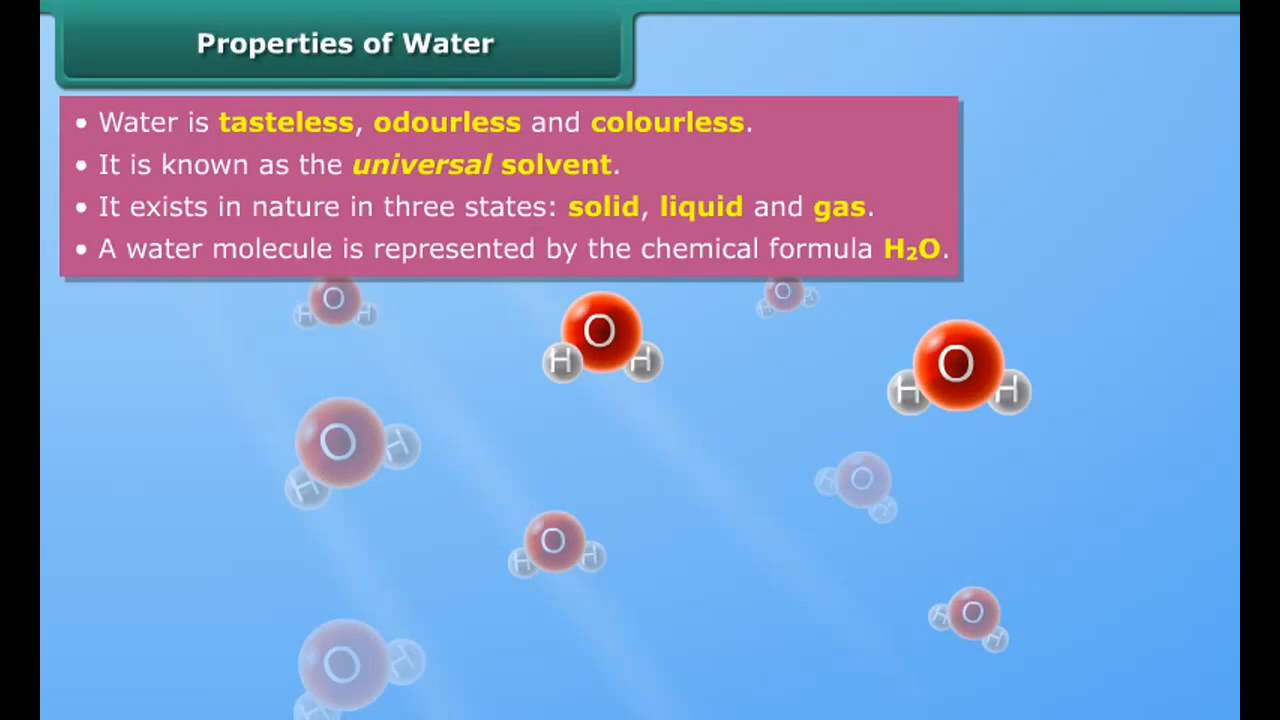 Properties of Water
• Water is tasteless, odourless and colourless.
• It is known as the universal solvent.
• It exists in nature in three states: solid, liquid and gas.
• A water molecule is represented by the chemical formula H₂O.
O
H H
O
H H
O
H H
O
H H
O
H
H
O
H
H
O
H H
O
H
H
O
H
H
O
H